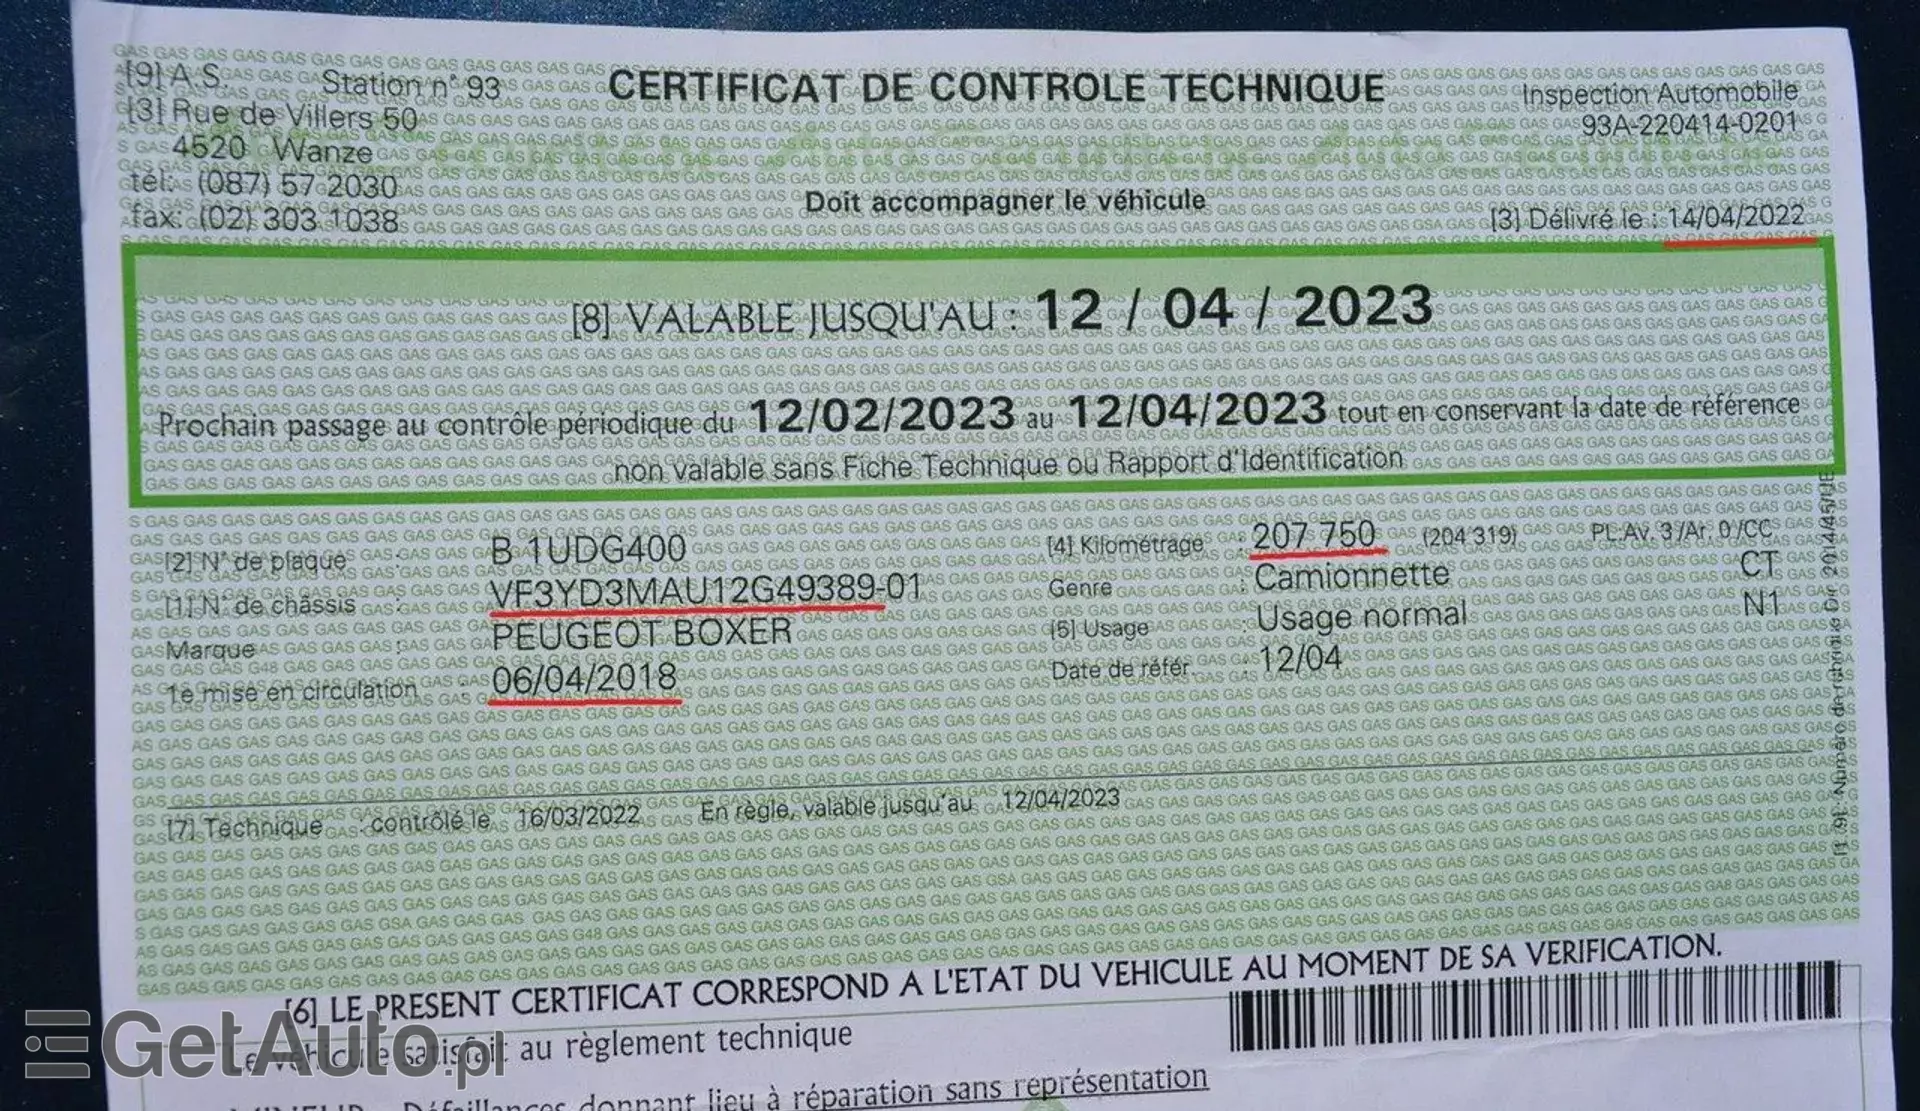 [9] A.S. Station n° 93
[3] Rue de Villers 50
4520 Wanze
tél: (087) 57 2030
fax: (02) 303 1038
CERTIFICAT DE CONTROLE TECHNIQUE
Doit accompagner le véhicule
Inspection Automobile
93A-220414-0201
[3] Délivré le : 14/04/2022
[8] VALABLE JUSQU'AU : 12 / 04 / 2023
Prochain passage au contrôle périodique du 12/02/2023 au 12/04/2023 tout en conservant la date de référence
non valable sans Fiche Technique ou Rapport d'Identification
[2] N° de plaque : B 1UDG400
[1] N° de châssis : VF3YD3MAU12G49389-01
Marque : PEUGEOT BOXER
1e mise en circulation : 06/04/2018
[4] Kilométrage : 207 750 (204 319) PL:Av. 3/Ar. 0/CC
Genre : Camionnette CT
[5] Usage : Usage normal N1
Date de référ. : 12/04
[7] Technique : contrôlé le 16/03/2022 En règle, valable jusqu'au 12/04/2023
[6] LE PRESENT CERTIFICAT CORRESPOND A L'ETAT DU VEHICULE AU MOMENT DE SA VERIFICATION.
Le véhicule satisfait au règlement technique
Défaillances donnant lieu à réparation sans représentation
GetAuto.pl